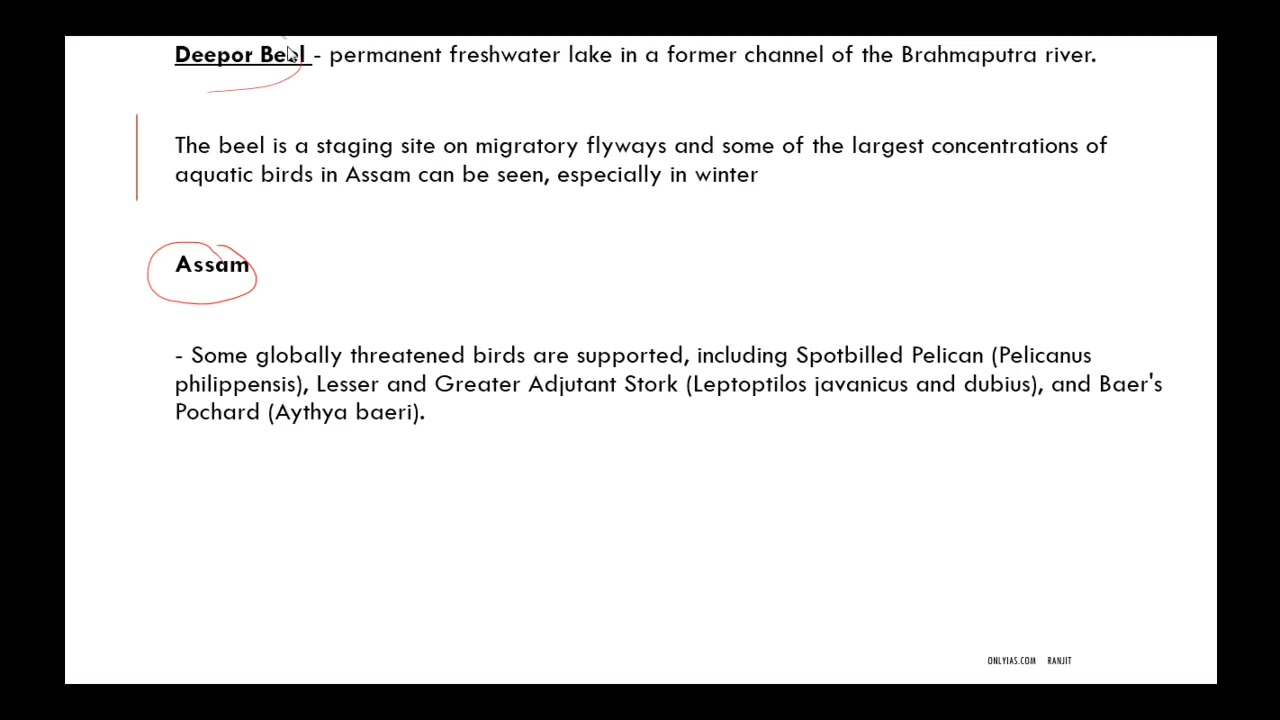 Deepor Beel - permanent freshwater lake in a former channel of the Brahmaputra river.
The beel is a staging site on migratory flyways and some of the largest concentrations of
aquatic birds in Assam can be seen, especially in winter
Assam
- Some globally threatened birds are supported, including Spotbilled Pelican (Pelicanus
philippensis), Lesser and Greater Adjutant Stork (Leptoptilos javanicus and dubius), and Baer's
Pochard (Aythya baeri).
ONLYIAS.COM RANJIT